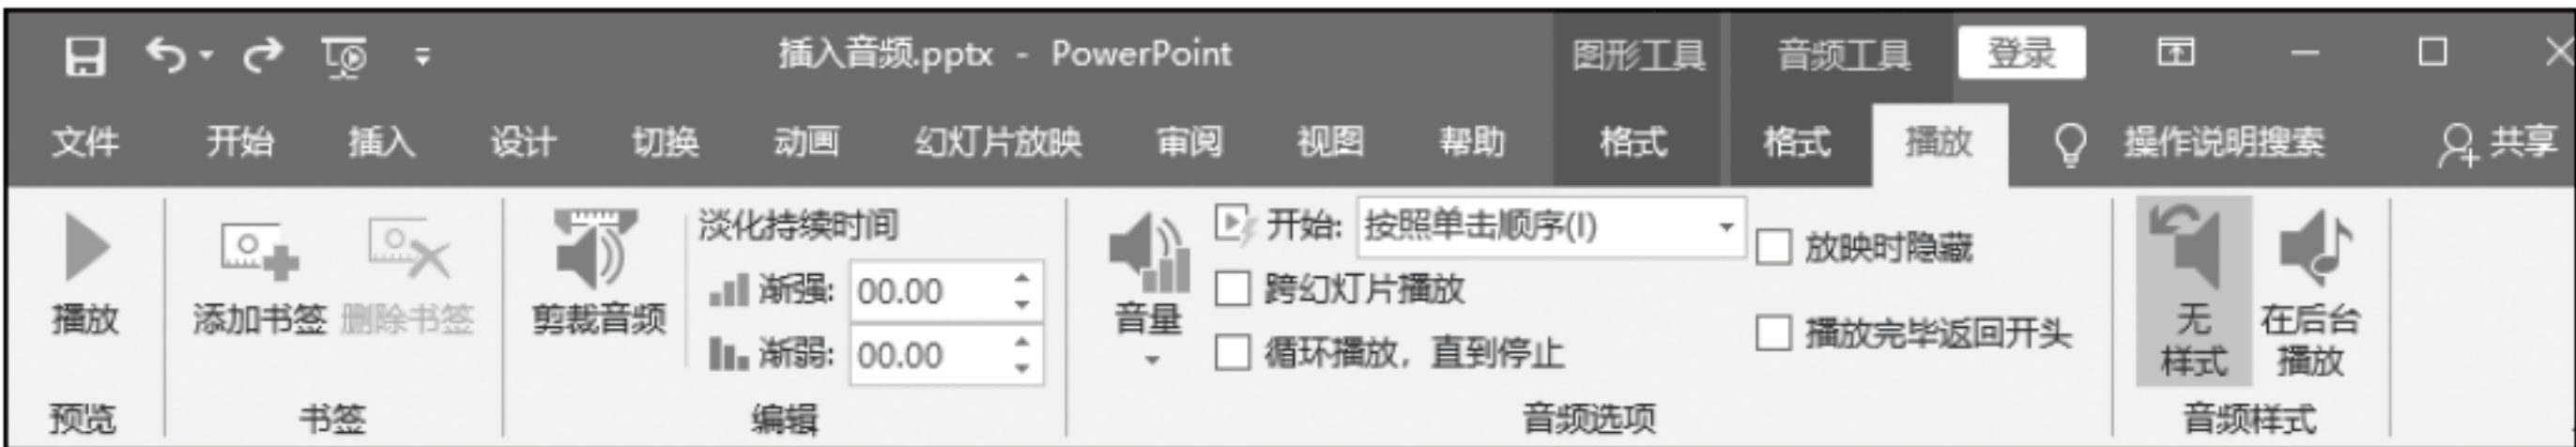 插入音频.pptx - PowerPoint 图形工具 音频工具 登录
文件 开始 插入 设计 切换 动画 幻灯片放映 审阅 视图 帮助 格式 格式 播放 操作说明搜索 共享
播放
添加书签 删除书签
剪裁音频
淡化持续时间
渐强: 00.00
渐弱: 00.00
音量
开始: 按照单击顺序(I)
跨幻灯片播放
循环播放，直到停止
放映时隐藏
播放完毕返回开头
无
样式
在后台
播放
预览 书签 编辑 音频选项 音频样式